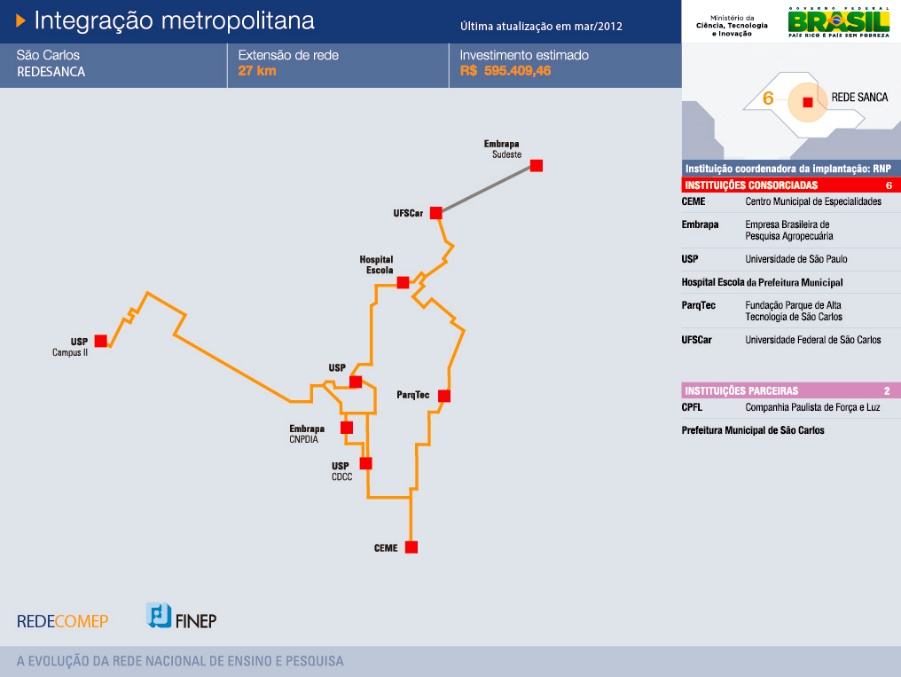 Integração metropolitana
Última atualização em mar/2012
São Carlos
REDESANCA
Extensão de rede
27 km
Investimento estimado
R$ 595.409,46
Ministério da
Ciência, Tecnologia
e Inovação
GOVERNO FEDERAL
BRASIL
PAÍS RICO É PAÍS SEM POBREZA
6
REDE SANCA
Instituição coordenadora da implantação: RNP
INSTITUIÇÕES CONSORCIADAS 6
CEME Centro Municipal de Especialidades
Embrapa Empresa Brasileira de
Pesquisa Agropecuária
USP Universidade de São Paulo
Hospital Escola da Prefeitura Municipal
ParqTec Fundação Parque de Alta
Tecnologia de São Carlos
UFSCar Universidade Federal de São Carlos
INSTITUIÇÕES PARCEIRAS 2
CPFL Companhia Paulista de Força e Luz
Prefeitura Municipal de São Carlos
Embrapa
Sudeste
UFSCar
Hospital
Escola
USP
Campus II
USP
ParqTec
Embrapa
CNPDIA
USP
CDCC
CEME
REDECOMEP
FINEP
A EVOLUÇÃO DA REDE NACIONAL DE ENSINO E PESQUISA